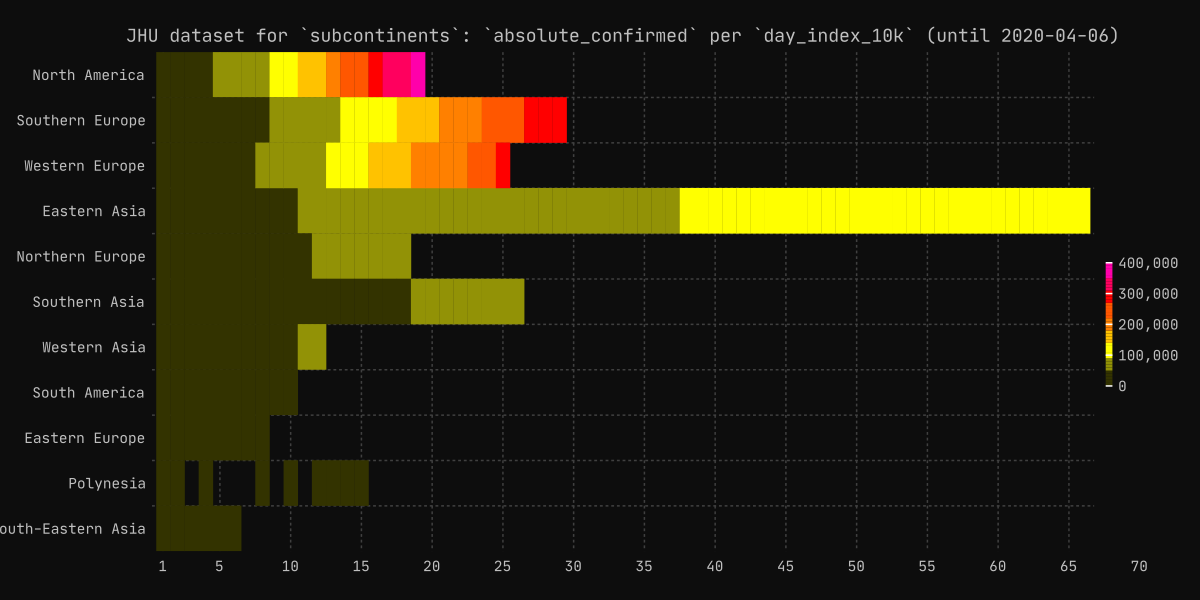 JHU dataset for `subcontinents`: `absolute_confirmed` per `day_index_10k` (until 2020-04-06)
North America
Southern Europe
Western Europe
Eastern Asia
Northern Europe
Southern Asia
Western Asia
South America
Eastern Europe
Polynesia
outh-Eastern Asia
400,000
300,000
200,000
100,000
0
1 5 10 15 20 25 30 35 40 45 50 55 60 65 70